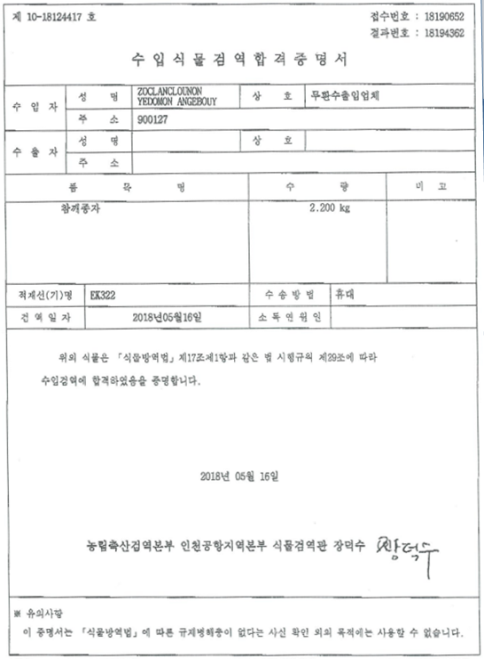 제 10-18124417 호
접수번호 : 18190652
결과번호 : 18194362
수입식물검역합격증명서
수 입 자
성 명
ZOCLANCLOUNON
YEDOMON ANGEBOUY
상 호
무환수출입업체
주 소
900127
수 출 자
성 명
상 호
주 소
품 목 명
수 량
비 고
참깨종자
2.200 kg
적재선(기)명
EK322
수 송 방 법
휴대
검 역 일 자
2018년05월16일
소 독 연 위 인
위의 식물은 「식물방역법」 제17조제1항과 같은 법 시행규칙 제29조에 따라
수입검역에 합격하였음을 증명합니다.
2018년 05월 16일
농림축산검역본부 인천공항지역본부 식물검역관 장덕수 장덕수
※ 유의사항
이 증명서는 「식물방역법」에 따른 규제병해충이 없다는 사실 확인 외의 목적에는 사용할 수 없습니다.